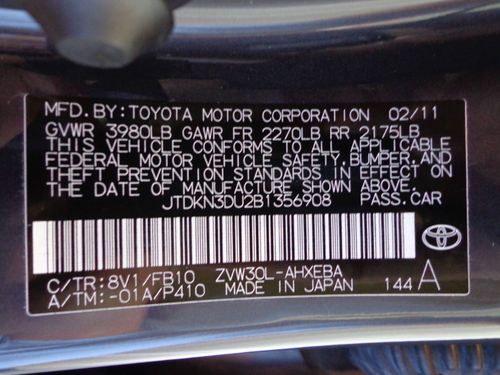 MFD. BY: TOYOTA MOTOR CORPORATION 02/11
GVWR 3980LB GAWR FR 2270LB RR 2175LB
THIS VEHICLE CONFORMS TO ALL APPLICABLE
FEDERAL MOTOR VEHICLE SAFETY, BUMPER, AND
THEFT PREVENTION STANDARDS IN EFFECT ON
THE DATE OF MANUFACTURE SHOWN ABOVE.
JTDKN3DU2B1356908 PASS. CAR
C/TR: 8V1/FB10 ZVW30L-AHXEBA
A/TM: -01A/P410 MADE IN JAPAN 144 A